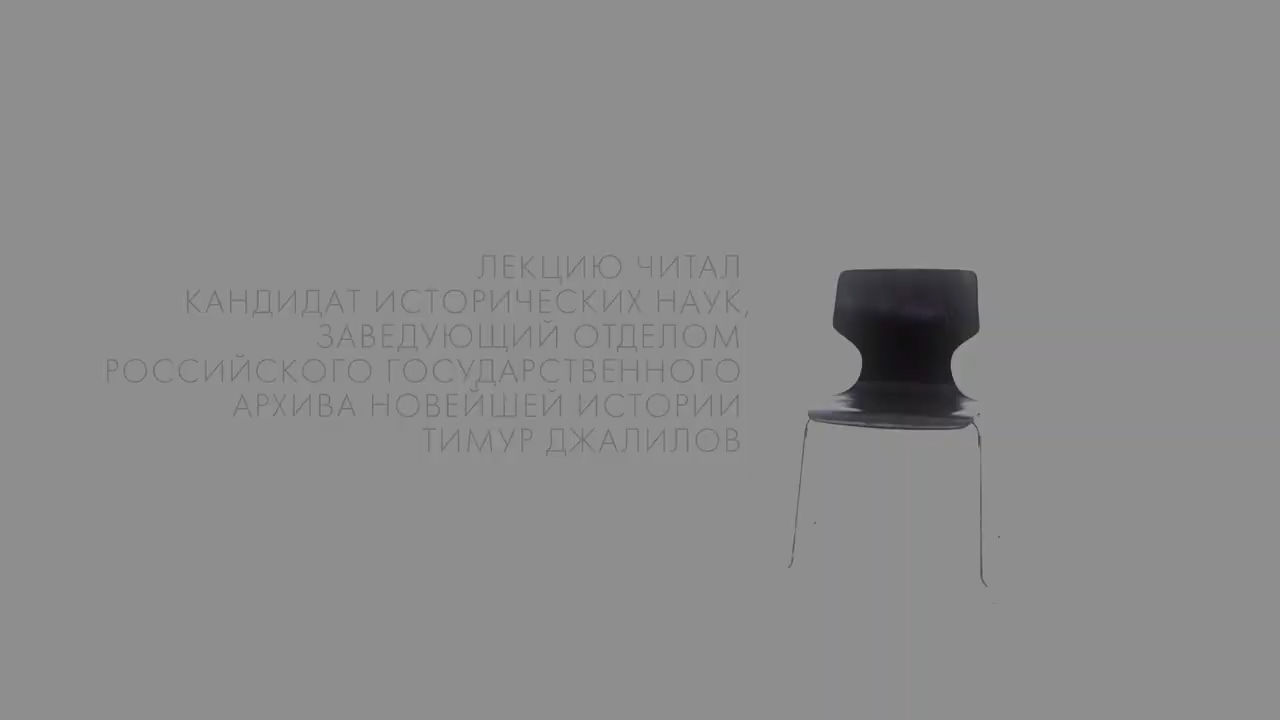 ЛЕКЦИЮ ЧИТАЛ
КАНДИДАТ ИСТОРИЧЕСКИХ НАУК,
ЗАВЕДУЮЩИЙ ОТДЕЛОМ
РОССИЙСКОГО ГОСУДАРСТВЕННОГО
АРХИВА НОВЕЙШЕЙ ИСТОРИИ
ТИМУР ДЖАЛИЛОВ